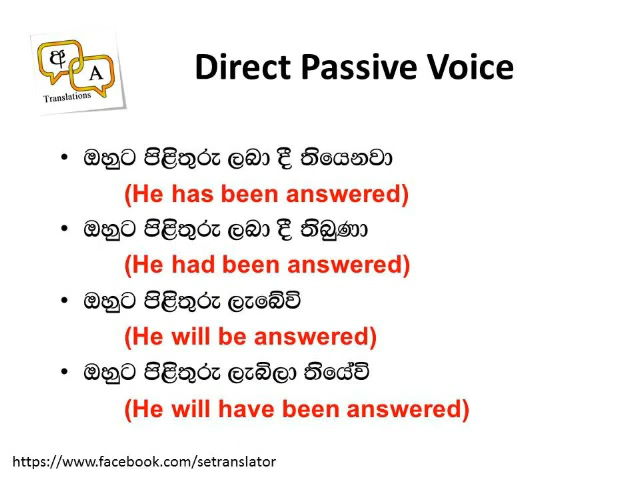 අ
A
Translations
Direct Passive Voice
• ඔහුට පිළිතුරු ලබා දී තියෙනවා
(He has been answered)
• ඔහුට පිළිතුරු ලබා දී තිබුණා
(He had been answered)
• ඔහුට පිළිතුරු ලැබේවි
(He will be answered)
• ඔහුට පිළිතුරු ලැබිලා තියේවි
(He will have been answered)
https://www.facebook.com/setranslator